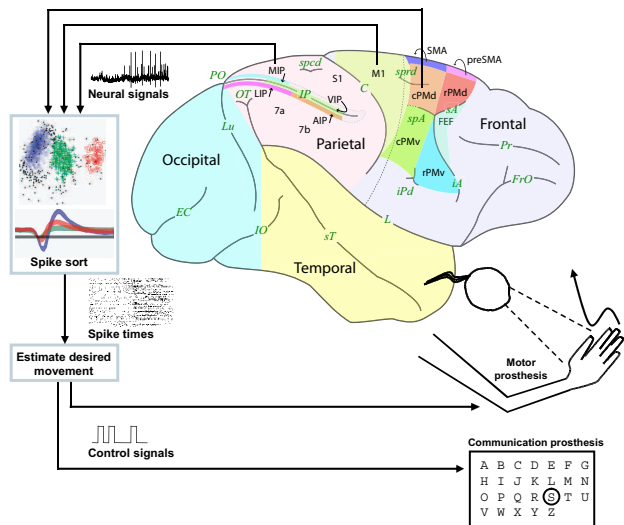 SMA
preSMA
Neural signals
PO
MIP
spcd
S1
M1
sprd
C
cPMd
rPMd
OT
LIP
IP
VIP
7a
AIP
7b
spA
sA
FEF
Lu
Parietal
cPMv
Frontal
Pr
Occipital
rPMv
iPd
iA
FrO
EC
IO
sT
L
Temporal
Spike sort
Spike times
Estimate desired
movement
Motor
prosthesis
Control signals
Communication prosthesis
A B C D E F G
H I J K L M N
O P Q R S T U
V W X Y Z